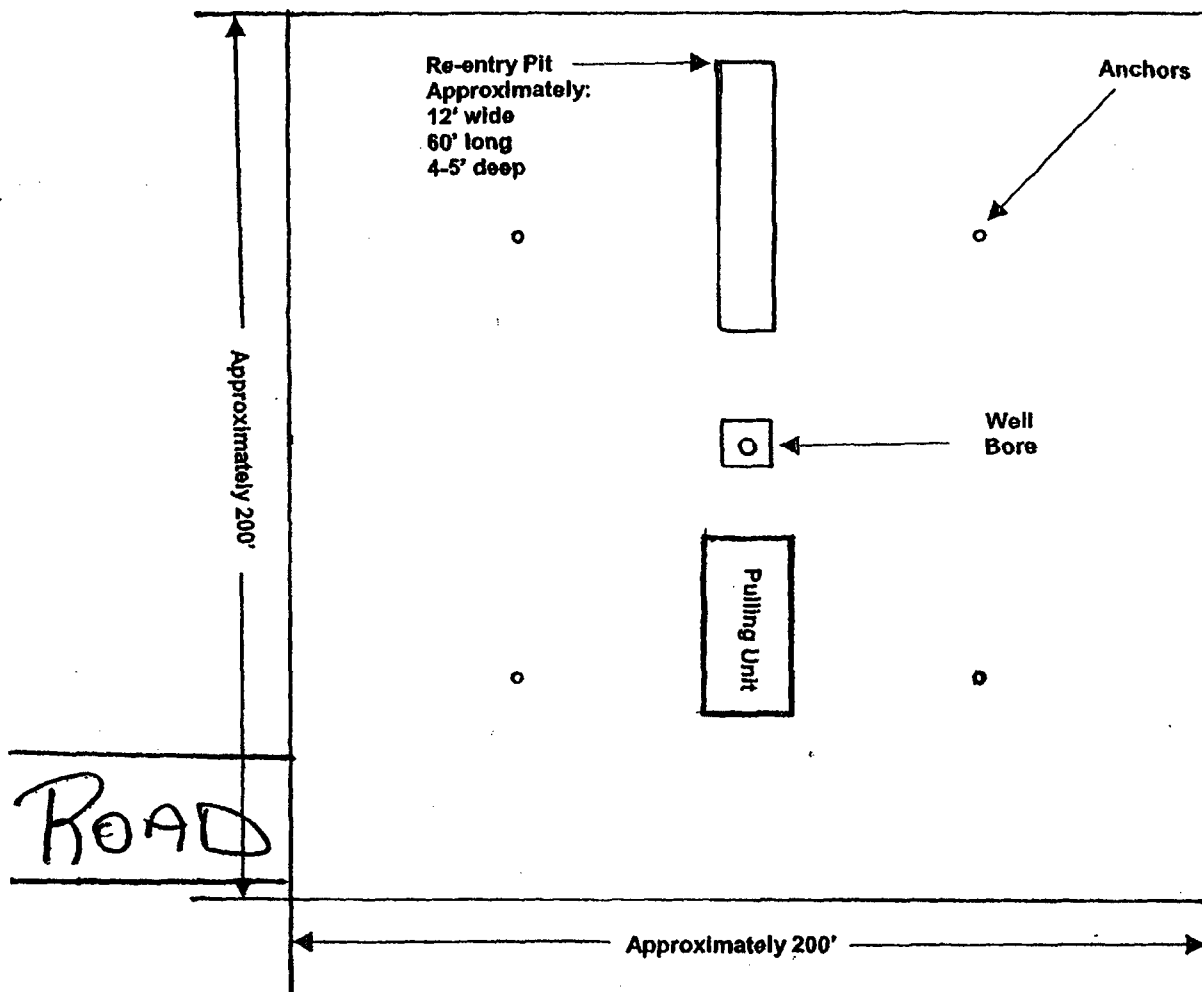 Re-entry Pit
Approximately:
12' wide
60' long
4-5' deep
Anchors
Approximately 200'
Well
Bore
Pulling Unit
ROAD
Approximately 200'